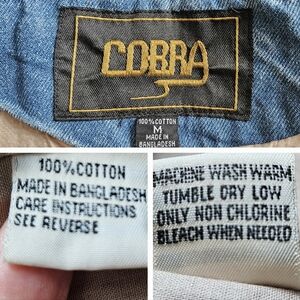 COBRA
100% COTTON
M
MADE IN
BANGLADESH
100% COTTON
MADE IN BANGLADESH
CARE INSTRUCTIONS
SEE REVERSE
MACHINE WASH WARM
TUMBLE DRY LOW
ONLY NON CHLORINE
BLEACH WHEN NEEDED